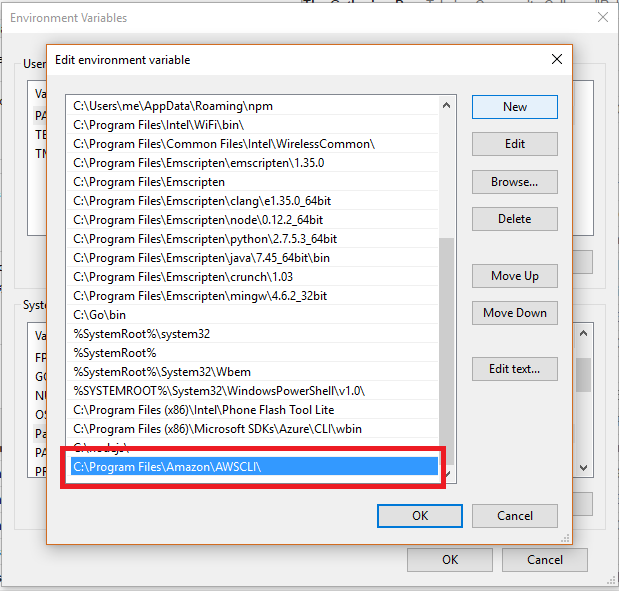 Environment Variables
Edit environment variable
User
Va
PA
TE
TM
C:\Users\me\AppData\Roaming\npm
C:\Program Files\Intel\WiFi\bin\
C:\Program Files\Common Files\Intel\WirelessCommon\
C:\Program Files\Emscripten\emscripten\1.35.0
C:\Program Files\Emscripten
C:\Program Files\Emscripten\clang\e1.35.0_64bit
C:\Program Files\Emscripten\node\0.12.2_64bit
C:\Program Files\Emscripten\python\2.7.5.3_64bit
C:\Program Files\Emscripten\java\7.45_64bit\bin
C:\Program Files\Emscripten\crunch\1.03
C:\Program Files\Emscripten\mingw\4.6.2_32bit
C:\Go\bin
%SystemRoot%\system32
%SystemRoot%
%SystemRoot%\System32\Wbem
%SYSTEMROOT%\System32\WindowsPowerShell\v1.0\
C:\Program Files (x86)\Intel\Phone Flash Tool Lite
C:\Program Files (x86)\Microsoft SDKs\Azure\CLI\wbin
C:\nodejs\
C:\Program Files\Amazon\AWSCLI\
New
Edit
Browse...
Delete
Move Up
Move Down
Edit text...
Syste
Va
FP
GO
NU
OS
Pa
PA
PR
OK
Cancel
OK
Cancel